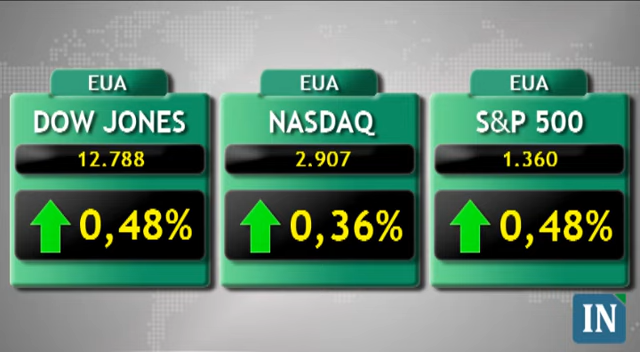 EUA
DOW JONES
12.788
0,48%
EUA
NASDAQ
2.907
0,36%
EUA
S&P 500
1.360
0,48%
IN